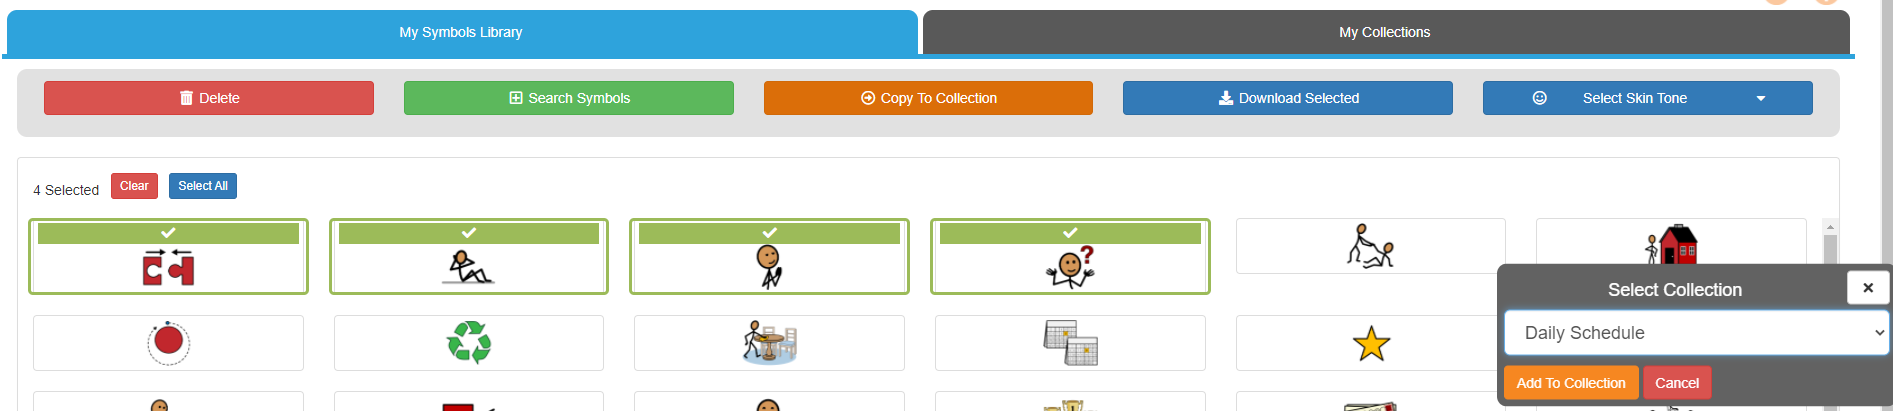 My Symbols Library
My Collections
Delete
Search Symbols
Copy To Collection
Download Selected
Select Skin Tone
4 Selected
Clear
Select All
?
Select Collection
Daily Schedule
Add To Collection
Cancel